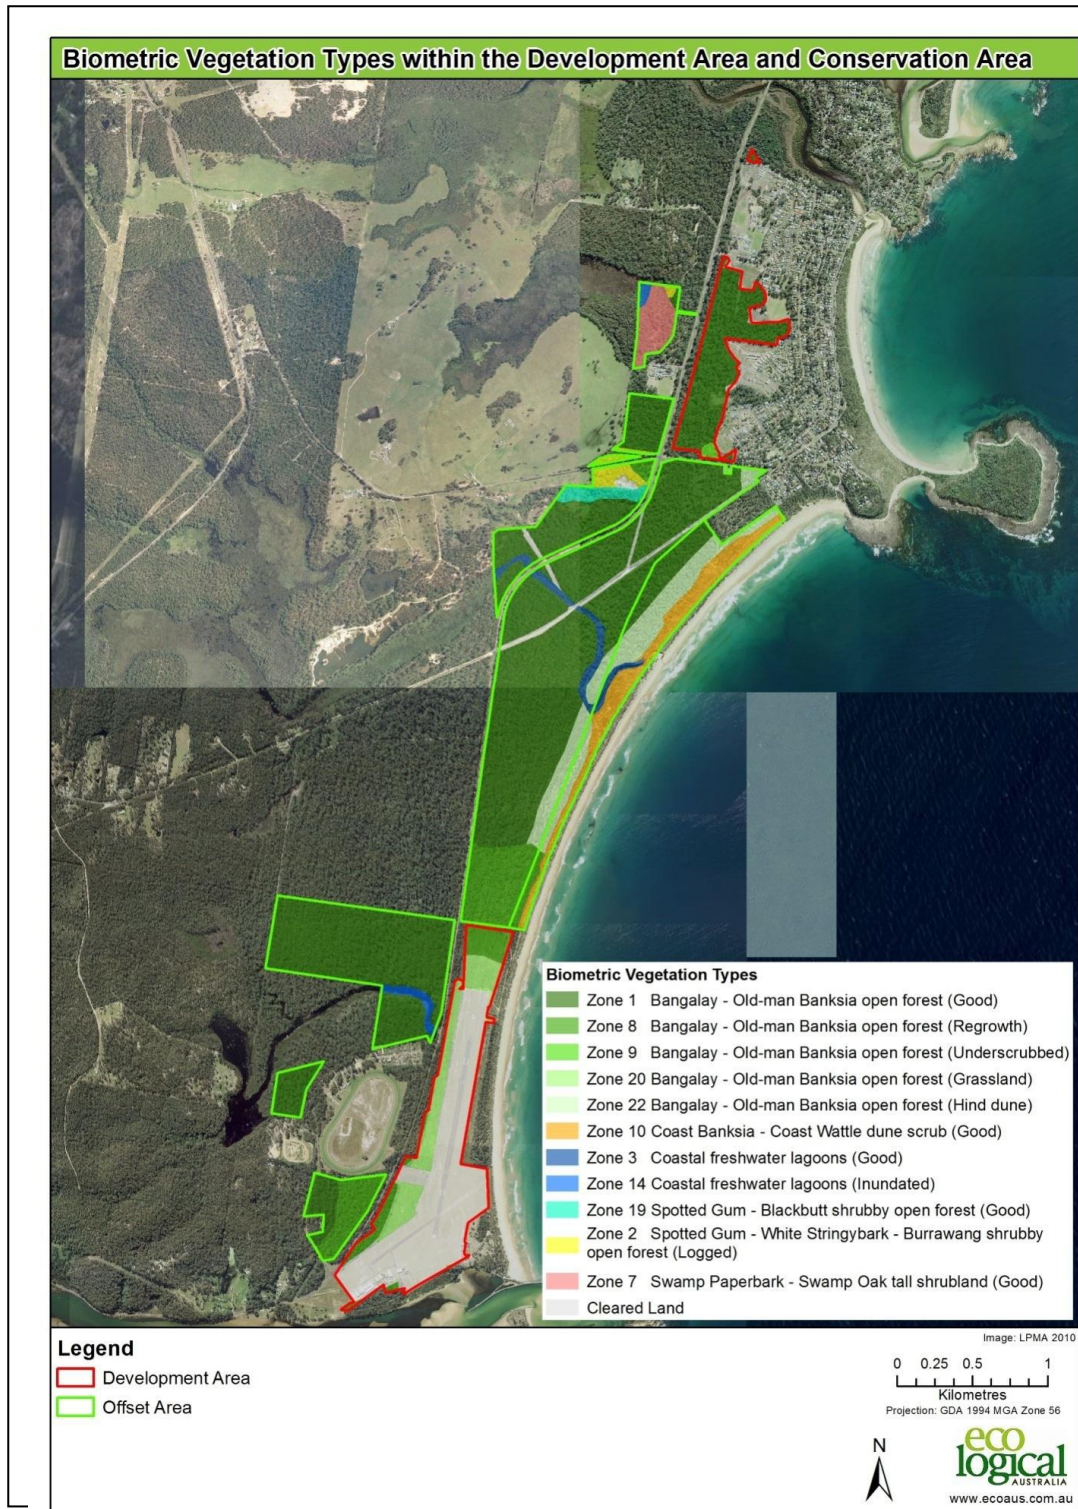 Biometric Vegetation Types within the Development Area and Conservation Area
Biometric Vegetation Types
Zone 1 Bangalay - Old-man Banksia open forest (Good)
Zone 8 Bangalay - Old-man Banksia open forest (Regrowth)
Zone 9 Bangalay - Old-man Banksia open forest (Underscrubbed)
Zone 20 Bangalay - Old-man Banksia open forest (Grassland)
Zone 22 Bangalay - Old-man Banksia open forest (Hind dune)
Zone 10 Coast Banksia - Coast Wattle dune scrub (Good)
Zone 3 Coastal freshwater lagoons (Good)
Zone 14 Coastal freshwater lagoons (Inundated)
Zone 19 Spotted Gum - Blackbutt shrubby open forest (Good)
Zone 2 Spotted Gum - White Stringybark - Burrawang shrubby
open forest (Logged)
Zone 7 Swamp Paperbark - Swamp Oak tall shrubland (Good)
Cleared Land
Legend
Development Area
Offset Area
Image: LPMA 2010
0 0.25 0.5 1
Kilometres
Projection: GDA 1994 MGA Zone 56
N
eco
logical
AUSTRALIA
www.ecoaus.com.au